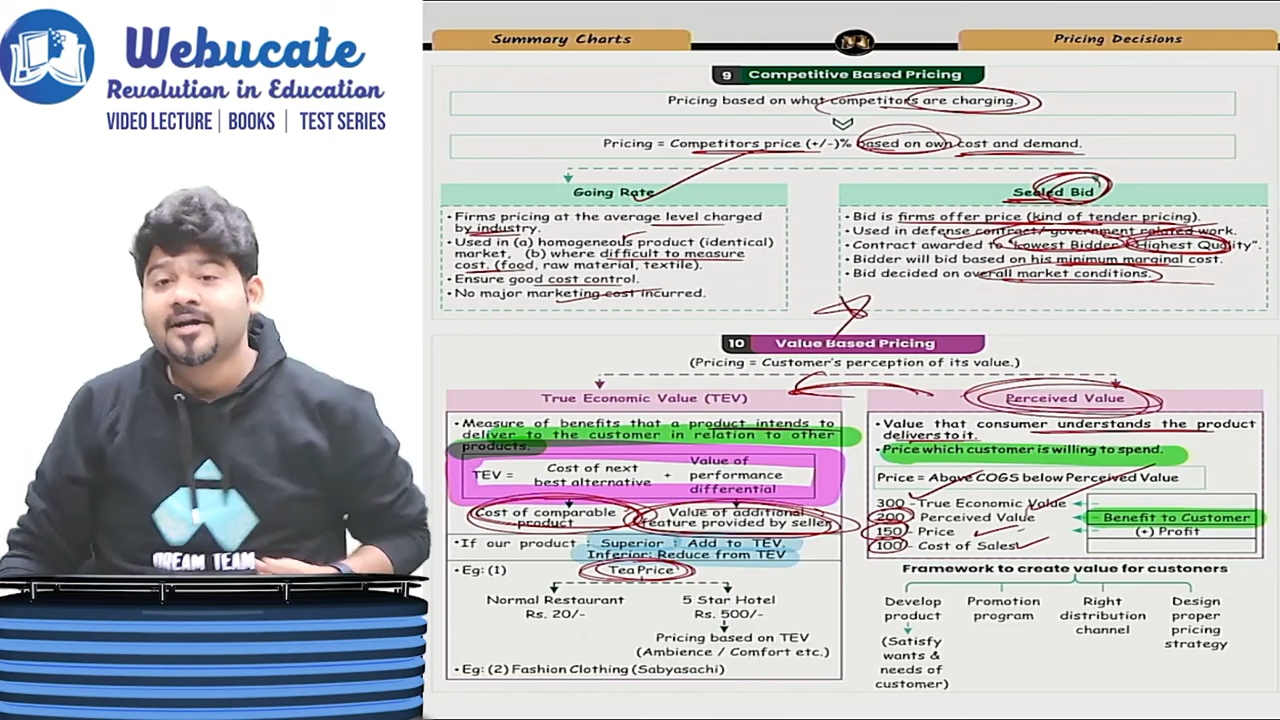 Webucate
Revolution in Education
VIDEO LECTURE | BOOKS | TEST SERIES
DREAM TEAM
Summary Charts
Pricing Decisions
9 Competitive Based Pricing
Pricing based on what competitors are charging.
Pricing = Competitors price (+/-)% based on own cost and demand.
Going Rate
• Firms pricing at the average level charged
by industry.
• Used in (a) homogeneous product (identical)
market, (b) where difficult to measure
cost. (food, raw material, textile).
• Ensure good cost control.
• No major marketing cost incurred.
Sealed Bid
• Bid is firms offer price (kind of tender pricing).
• Used in defense contract/ government related work.
• Contract awarded to "Lowest Bidder Highest Quality".
• Bidder will bid based on his minimum marginal cost.
• Bid decided on overall market conditions.
10 Value Based Pricing
(Pricing = Customer's perception of its value.)
True Economic Value (TEV)
• Measure of benefits that a product intends to
deliver to the customer in relation to other
products.
TEV = Cost of next best alternative + Value of performance differential
Cost of comparable product
Value of additional feature provided by seller
• If our product : Superior : Add to TEV.
Inferior: Reduce from TEV
• Eg: (1) Tea Price
Normal Restaurant
Rs. 20/-
5 Star Hotel
Rs. 500/-
Pricing based on TEV
(Ambience / Comfort etc.)
• Eg: (2) Fashion Clothing (Sabyasachi)
Perceived Value
• Value that consumer understands the product
delivers to it.
• Price which customer is willing to spend.
Price = Above COGS below Perceived Value
300 - True Economic Value
200 - Perceived Value
Benefit to Customer
150 - Price
(+) Profit
100 - Cost of Sales
Framework to create value for customers
Develop
product
(Satisfy
wants &
needs of
customer)
Promotion
program
Right
distribution
channel
Design
proper
pricing
strategy